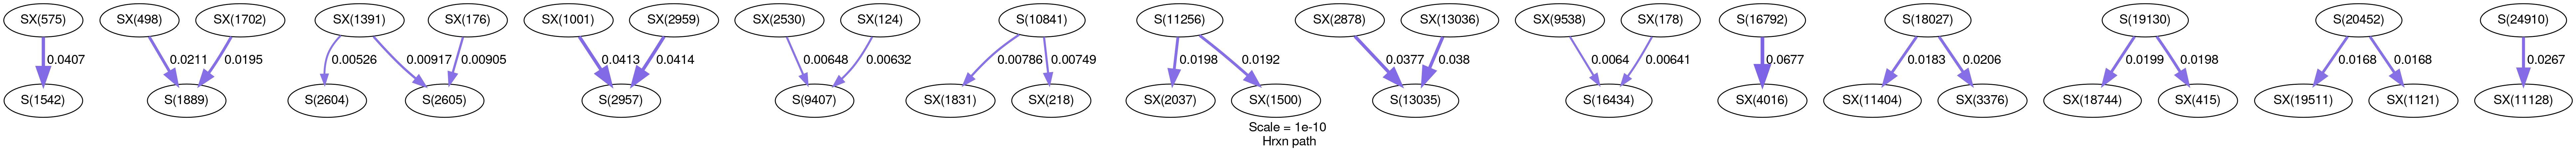 SX(575) SX(498) SX(1702) SX(1391) SX(176) SX(1001) SX(2959) SX(2530) SX(124) S(10841) S(11256) SX(2878) SX(13036) SX(9538) SX(178) S(16792) S(18027) S(19130) S(20452) S(24910)
0.0407 0.0211 0.0195 0.00526 0.00917 0.00905 0.0413 0.0414 0.00648 0.00632 0.00786 0.00749 0.0198 0.0192 0.0377 0.038 0.0064 0.00641 0.0677 0.0183 0.0206 0.0199 0.0198 0.0168 0.0168 0.0267
S(1542) S(1889) S(2604) S(2605) S(2957) S(9407) SX(1831) SX(218) SX(2037) SX(1500) S(13035) S(16434) SX(4016) SX(11404) SX(3376) SX(18744) SX(415) SX(19511) SX(1121) SX(11128)
Scale = 1e-10
Hrxn path